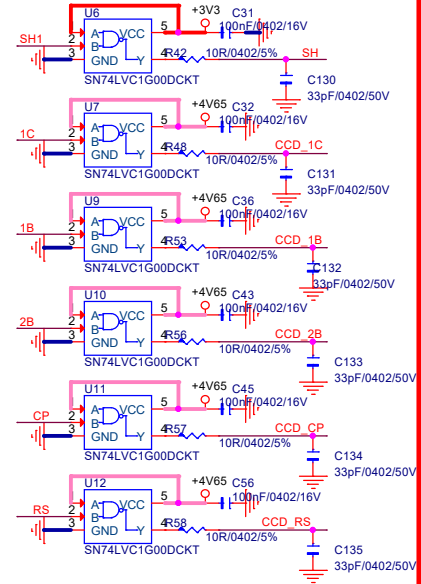 U6 +3V3 C31
5 100nF/0402/16V
A VCC
SH1 2 B
3 GND Y 4 R42 10R/0402/5% SH
SN74LVC1G00DCKT
C130
33pF/0402/50V
U7 +4V65 C32
5 100nF/0402/16V
A VCC
1C 2 B
3 GND Y 4 R48 10R/0402/5% CCD_1C
SN74LVC1G00DCKT
C131
33pF/0402/50V
U9 +4V65 C36
5 100nF/0402/16V
A VCC
1B 2 B
3 GND Y 4 R53 10R/0402/5% CCD_1B
SN74LVC1G00DCKT
C132
33pF/0402/50V
U10 +4V65 C43
5 100nF/0402/16V
A VCC
2B 2 B
3 GND Y 4 R56 10R/0402/5% CCD_2B
SN74LVC1G00DCKT
C133
33pF/0402/50V
U11 +4V65 C45
5 100nF/0402/16V
A VCC
CP 2 B
3 GND Y 4 R57 10R/0402/5% CCD_CP
SN74LVC1G00DCKT
C134
33pF/0402/50V
U12 +4V65 C56
5 100nF/0402/16V
A VCC
RS 2 B
3 GND Y 4 R58 10R/0402/5% CCD_RS
SN74LVC1G00DCKT
C135
33pF/0402/50V